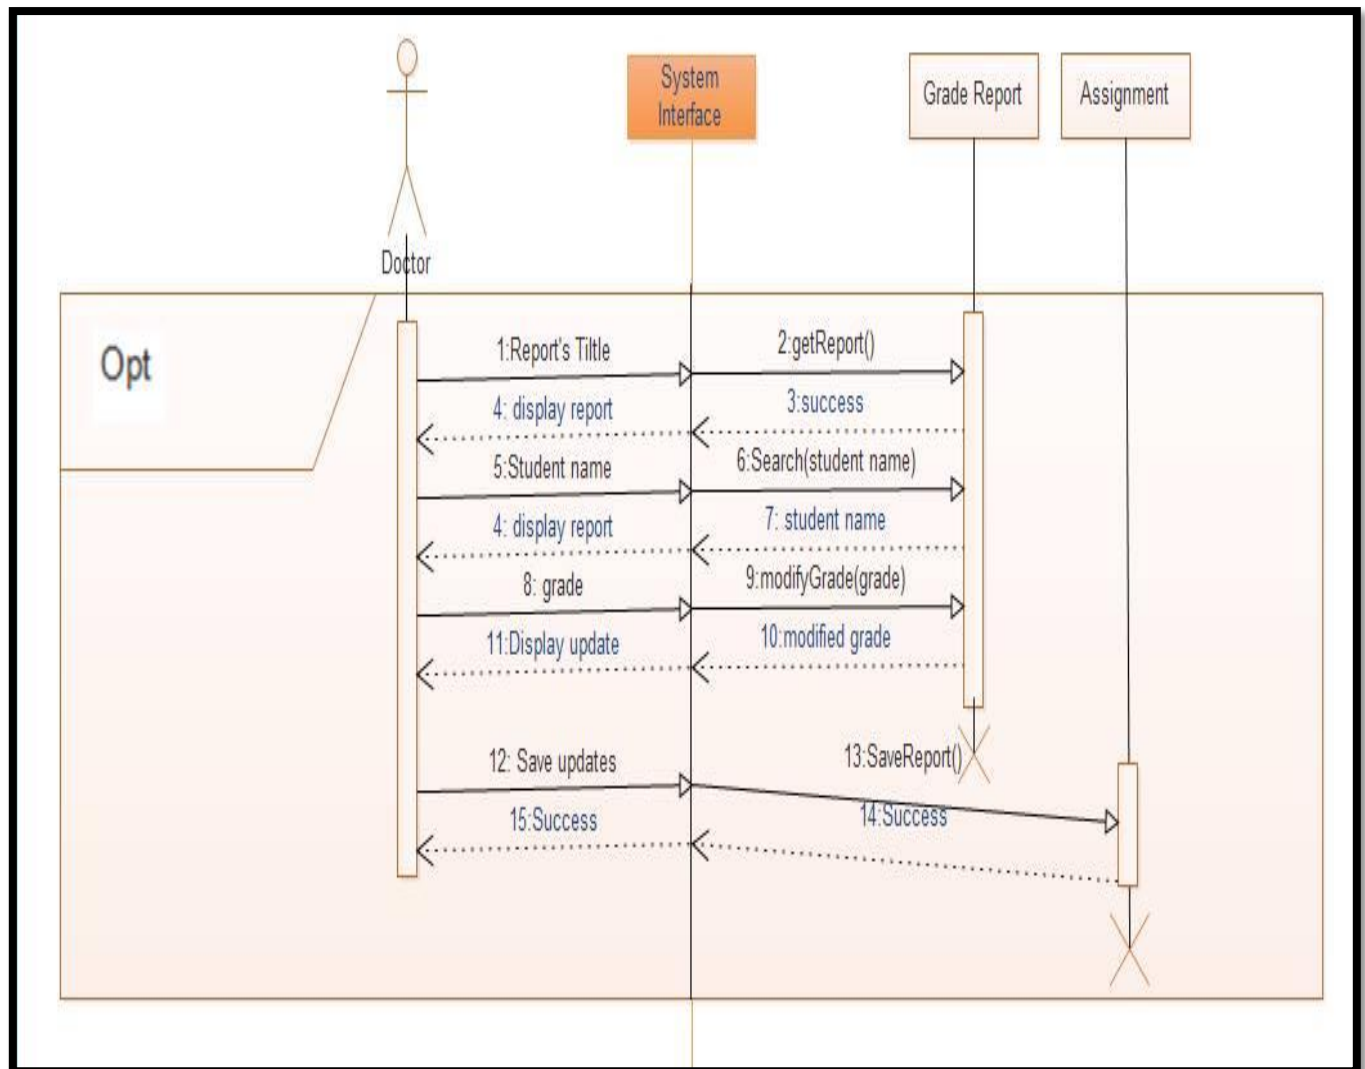 System
Interface
Grade Report
Assignment
Doctor
Opt
1:Report's Tiltle
2:getReport()
4: display report
3:success
5:Student name
6:Search(student name)
4: display report
7: student name
8: grade
9:modifyGrade(grade)
11:Display update
10:modified grade
12: Save updates
13:SaveReport()
15:Success
14:Success